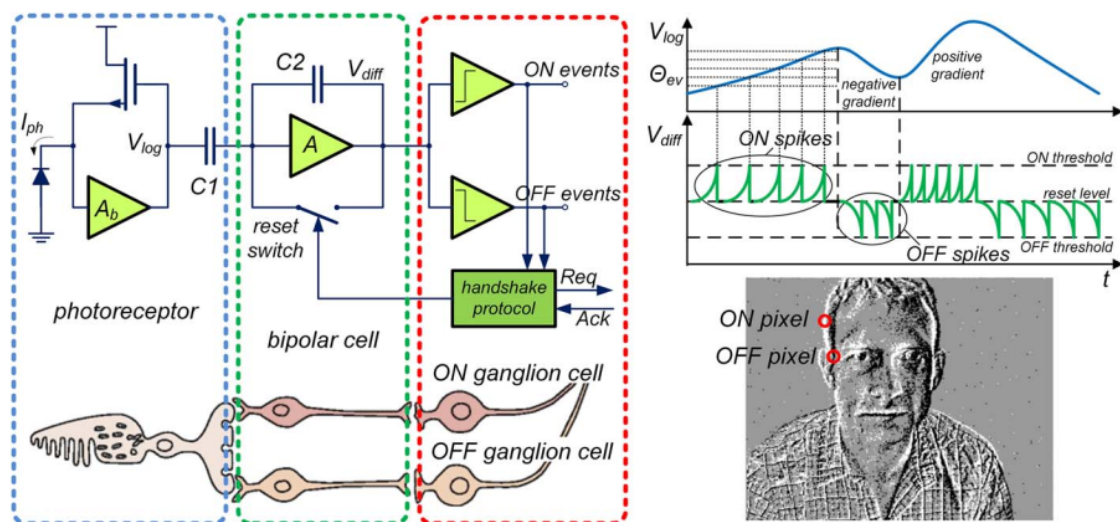 C2
V_diff
ON events
I_ph
V_log
A
C1
A_b
OFF events
reset
switch
Req
handshake
protocol
Ack
photoreceptor
bipolar cell
ON ganglion cell
OFF ganglion cell
V_log
Θ_ev
negative
gradient
positive
gradient
V_diff
ON spikes
ON threshold
reset level
OFF threshold
OFF spikes
t
ON pixel
OFF pixel